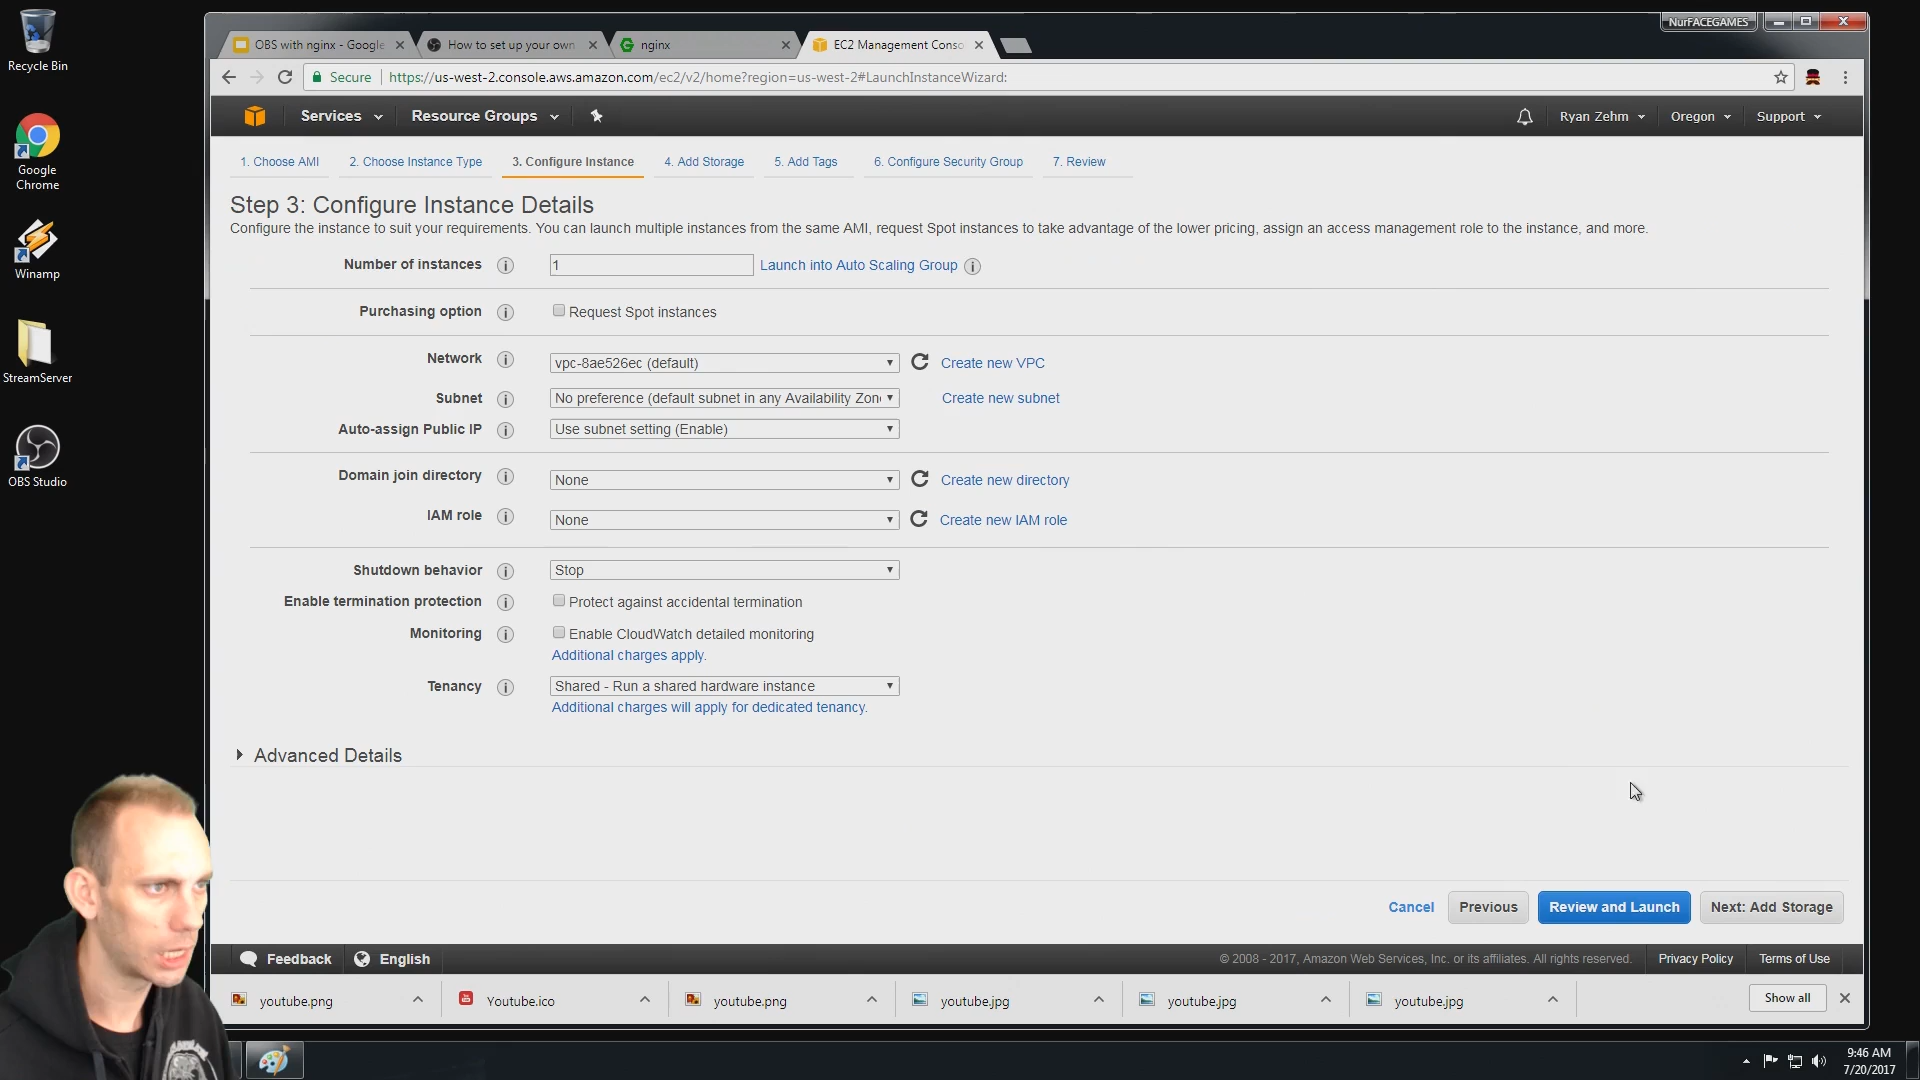 Recycle Bin
Google
Chrome
Winamp
StreamServer
OBS Studio
NurFACEGAMES
OBS with nginx - Google
How to set up your own
nginx
EC2 Management Conso
Secure
https://us-west-2.console.aws.amazon.com/ec2/v2/home?region=us-west-2#LaunchInstanceWizard:
Services
Resource Groups
Ryan Zehm
Oregon
Support
1. Choose AMI
2. Choose Instance Type
3. Configure Instance
4. Add Storage
5. Add Tags
6. Configure Security Group
7. Review
Step 3: Configure Instance Details
Configure the instance to suit your requirements. You can launch multiple instances from the same AMI, request Spot instances to take advantage of the lower pricing, assign an access management role to the instance, and more.
Number of instances
1
Launch into Auto Scaling Group
Purchasing option
Request Spot instances
Network
vpc-8ae526ec (default)
Create new VPC
Subnet
No preference (default subnet in any Availability Zon
Create new subnet
Auto-assign Public IP
Use subnet setting (Enable)
Domain join directory
None
Create new directory
IAM role
None
Create new IAM role
Shutdown behavior
Stop
Enable termination protection
Protect against accidental termination
Monitoring
Enable CloudWatch detailed monitoring
Additional charges apply.
Tenancy
Shared - Run a shared hardware instance
Additional charges will apply for dedicated tenancy.
Advanced Details
Cancel
Previous
Review and Launch
Next: Add Storage
Feedback
English
© 2008 - 2017, Amazon Web Services, Inc. or its affiliates. All rights reserved.
Privacy Policy
Terms of Use
youtube.png
Youtube.ico
youtube.png
youtube.jpg
youtube.jpg
youtube.jpg
Show all
9:46 AM
7/20/2017